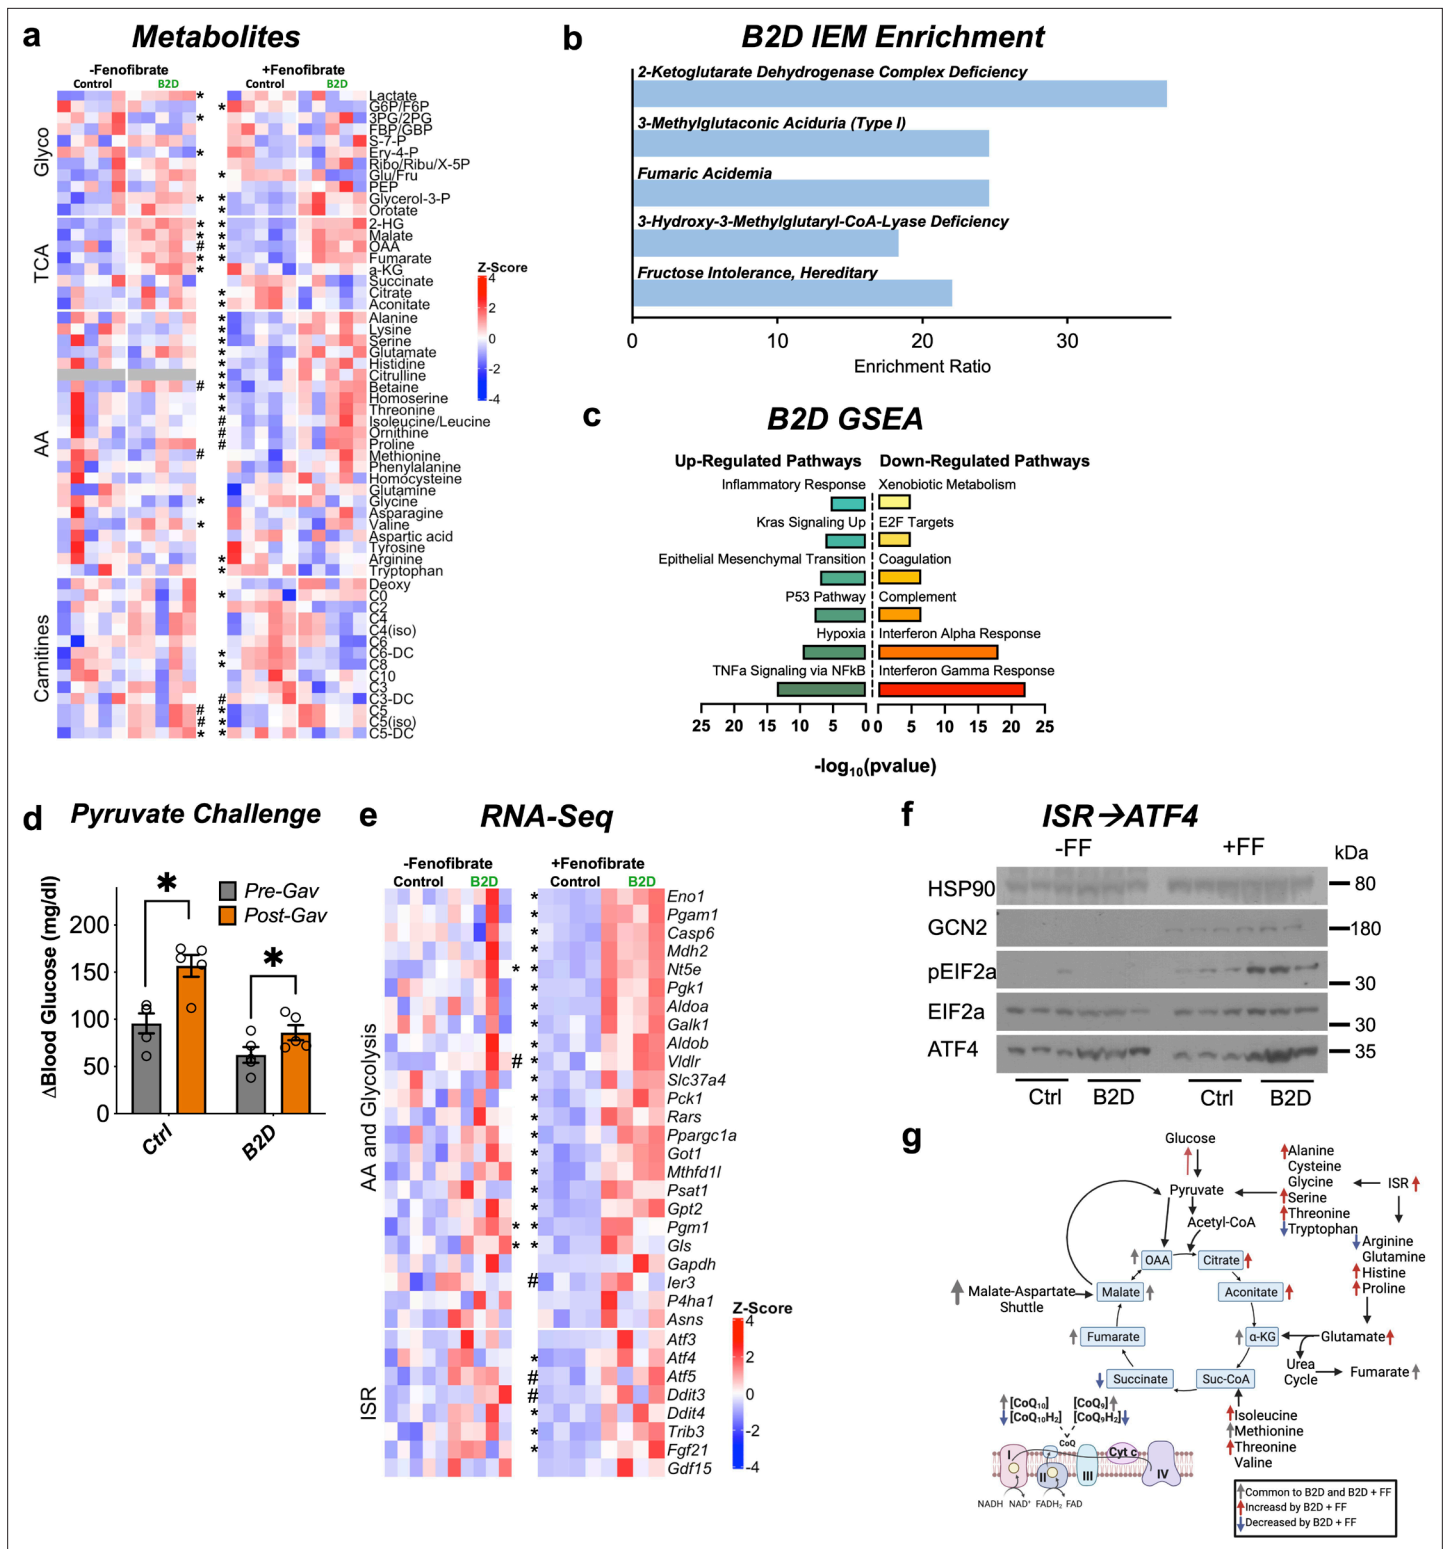 a
Metabolites
-Fenofibrate
+Fenofibrate
Control
B2D
Control
B2D
Glyco
TCA
AA
Carnitines
Lactate
G6P/F6P
3PG/2PG
FBP/GBP
S-7-P
Ery-4-P
Ribo/Ribu/X-5P
Glu/Fru
PEP
Glycerol-3-P
Orotate
2-HG
Malate
OAA
Fumarate
a-KG
Succinate
Citrate
Aconitate
Alanine
Lysine
Serine
Glutamate
Histidine
Citrulline
Betaine
Homoserine
Threonine
Isoleucine/Leucine
Ornithine
Proline
Methionine
Phenylalanine
Homocysteine
Glutamine
Glycine
Asparagine
Valine
Aspartic acid
Tyrosine
Arginine
Tryptophan
Deoxy
C0
C2
C4
C4(iso)
C6
C6-DC
C8
C10
C3
C3-DC
C5
C5(iso)
C5-DC
Z-Score
4
2
0
-2
-4
b
B2D IEM Enrichment
2-Ketoglutarate Dehydrogenase Complex Deficiency
3-Methylglutaconic Aciduria (Type I)
Fumaric Acidemia
3-Hydroxy-3-Methylglutaryl-CoA-Lyase Deficiency
Fructose Intolerance, Hereditary
0 10 20 30
Enrichment Ratio
c
B2D GSEA
Up-Regulated Pathways
Down-Regulated Pathways
Inflammatory Response
Xenobiotic Metabolism
Kras Signaling Up
E2F Targets
Epithelial Mesenchymal Transition
Coagulation
P53 Pathway
Complement
Hypoxia
Interferon Alpha Response
TNFa Signaling via NFkB
Interferon Gamma Response
25 20 15 10 5 0 0 5 10 15 20 25
-log10(pvalue)
d
Pyruvate Challenge
Pre-Gav
Post-Gav
ΔBlood Glucose (mg/dl)
200
150
100
50
0
Ctrl
B2D
e
RNA-Seq
-Fenofibrate
+Fenofibrate
Control
B2D
Control
B2D
AA and Glycolysis
ISR
Eno1
Pgam1
Casp6
Mdh2
Nt5e
Pgk1
Aldoa
Galk1
Aldob
Vldlr
Slc37a4
Pck1
Rars
Ppargc1a
Got1
Mthfd1l
Psat1
Gpt2
Pgm1
Gls
Gapdh
Ier3
P4ha1
Asns
Atf3
Atf4
Atf5
Ddit3
Ddit4
Trib3
Fgf21
Gdf15
Z-Score
4
2
0
-2
-4
f
ISR→ATF4
-FF
+FF
kDa
HSP90
80
GCN2
180
pEIF2a
30
EIF2a
30
ATF4
35
Ctrl
B2D
Ctrl
B2D
g
Glucose
Pyruvate
Acetyl-CoA
OAA
Citrate
Malate
Aconitate
Fumarate
α-KG
Succinate
Suc-CoA
Malate-Aspartate
Shuttle
Alanine
Cysteine
Glycine
Serine
Threonine
Tryptophan
ISR
Arginine
Glutamine
Histine
Proline
Glutamate
Urea
Cycle
Fumarate
Isoleucine
Methionine
Threonine
Valine
[CoQ10]
[CoQ9]
[CoQ10H2]
[CoQ9H2]
CoQ
I
II
III
Cyt c
IV
NADH NAD+ FADH2 FAD
Common to B2D and B2D + FF
Increasd by B2D + FF
Decreased by B2D + FF